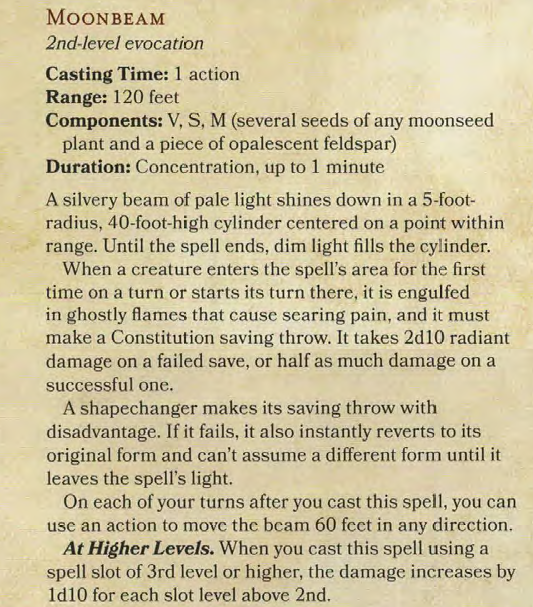 MOONBEAM
2nd-level evocation
Casting Time: 1 action
Range: 120 feet
Components: V, S, M (several seeds of any moonseed
plant and a piece of opalescent feldspar)
Duration: Concentration, up to 1 minute
A silvery beam of pale light shines down in a 5-foot-
radius, 40-foot-high cylinder centered on a point within
range. Until the spell ends, dim light fills the cylinder.
When a creature enters the spell's area for the first
time on a turn or starts its turn there, it is engulfed
in ghostly flames that cause searing pain, and it must
make a Constitution saving throw. It takes 2d10 radiant
damage on a failed save, or half as much damage on a
successful one.
A shapechanger makes its saving throw with
disadvantage. If it fails, it also instantly reverts to its
original form and can't assume a different form until it
leaves the spell's light.
On each of your turns after you cast this spell, you can
use an action to move the beam 60 feet in any direction.
At Higher Levels. When you cast this spell using a
spell slot of 3rd level or higher, the damage increases by
1d10 for each slot level above 2nd.